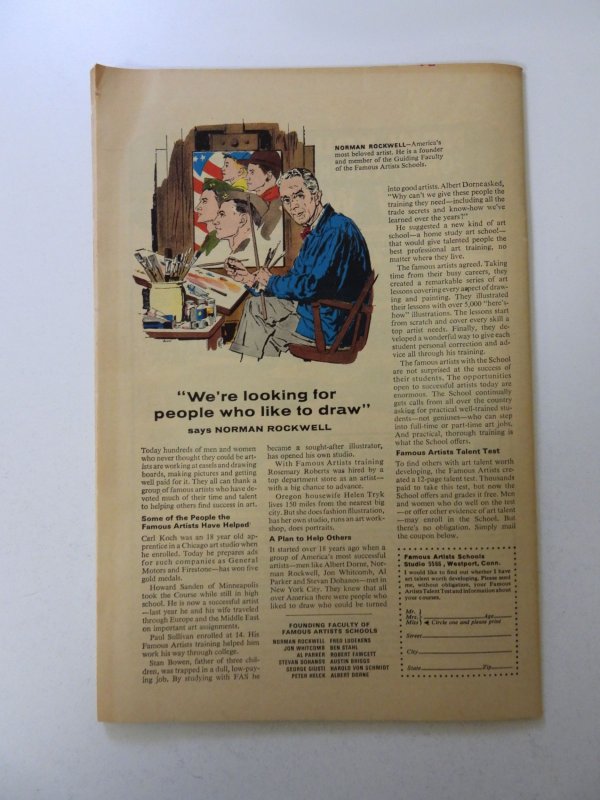 NORMAN ROCKWELL—America's
most beloved artist. He is a founder
and member of the Guiding Faculty
of the Famous Artists Schools.
"We're looking for
people who like to draw"
says NORMAN ROCKWELL
Today hundreds of men and women
who never thought they could be art-
ists are working at easels and drawing
boards, making pictures and getting
well paid for it. They all can thank a
group of famous artists who have de-
voted much of their time and talent
to helping others find success in art.
Some of the People the
Famous Artists Have Helped
Carl Koch was an 18 year old ap-
prentice in a Chicago art studio when
he enrolled. Today he prepares ads
for such companies as General
Motors and Firestone—has won five
gold medals.
Howard Sanden of Minneapolis
took the Course while still in high
school. He is now a successful artist
—last year he and his wife traveled
through Europe and the Middle East
on important art assignments.
Paul Sullivan enrolled at 14. His
Famous Artists training helped him
work his way through college.
Stan Bowen, father of three chil-
dren, was trapped in a dull, low-pay-
ing job. By studying with FAS he
became a sought-after illustrator,
has opened his own studio.
With Famous Artists training
Rosemary Roberts was hired by a
top department store as an artist—
with a big chance to advance.
Oregon housewife Helen Tryk
lives 150 miles from the nearest big
city. But she does fashion illustration,
has her own studio, runs an art work-
shop, does portraits.
A Plan to Help Others
It started over 18 years ago when a
group of America's most successful
artists—men like Albert Dorne, Nor-
man Rockwell, Jon Whitcomb, Al
Parker and Stevan Dohanos—met in
New York City. They knew that all
over America there were people who
liked to draw who could be turned
FOUNDING FACULTY OF
FAMOUS ARTISTS SCHOOLS
NORMAN ROCKWELL FRED LUDEKENS
JON WHITCOMB BEN STAHL
AL PARKER ROBERT FAWCETT
STEVAN DOHANOS AUSTIN BRIGGS
GEORGE GIUSTI HAROLD VON SCHMIDT
PETER HELCK ALBERT DORNE
into good artists. Albert Dorne asked,
"Why can't we give these people the
training they need—including all the
trade secrets and know-how we've
learned over the years?"
He suggested a new kind of art
school—a home study art school—
that would give talented people the
best professional art training, no
matter where they live.
The famous artists agreed. Taking
time from their busy careers, they
created a remarkable series of art
lessons covering every aspect of draw-
ing and painting. They illustrated
their lessons with over 5,000 "here's-
how" illustrations. The lessons start
from scratch and cover every skill a
top artist needs. Finally, they de-
veloped a wonderful way to give each
student personal correction and ad-
vice all through his training.
The famous artists with the School
are not surprised at the success of
their students. The opportunities
open to successful artists today are
enormous. The School continually
gets calls from all over the country
asking for practical well-trained stud-
ents—not geniuses—who can step
into full-time or part-time art jobs.
And practical, thorough training is
what the School offers.
Famous Artists Talent Test
To find others with art talent worth
developing, the Famous Artists cre-
ated a 12-page talent test. Thousands
paid to take this test, but now the
School offers and grades it free. Men
and women who do well on the test
—or offer other evidence of art talent
—may enroll in the School. But
there's no obligation. Simply mail
the coupon below.
Famous Artists Schools
Studio , Westport, Conn.
I would like to find out whether I have
art talent worth developing. Please send
me, without obligation, your Famous
Artists Talent Test and information about
your courses.
Mr.
Mrs. Age
Miss Circle one and please print
Street
City
State Zip